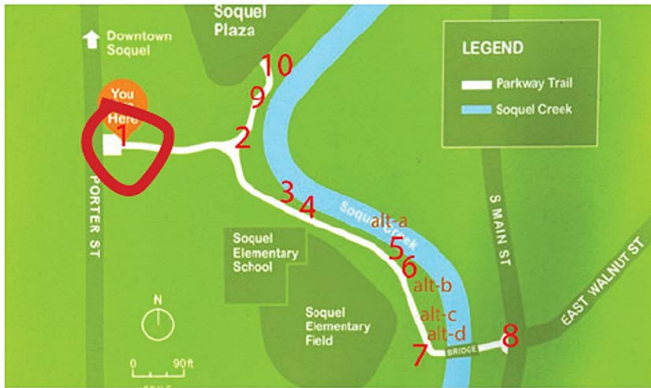 Soquel
Plaza
Downtown
Soquel
LEGEND
Parkway Trail
Soquel Creek
You
Here
1
2
3
4
5
6
7
8
9
10
alt-a
alt-b
alt-c
alt-d
Soquel Creek
PORTER ST
S MAIN ST
EAST WALNUT ST
Soquel
Elementary
School
Soquel
Elementary
Field
BRIDGE
N
0 90ft